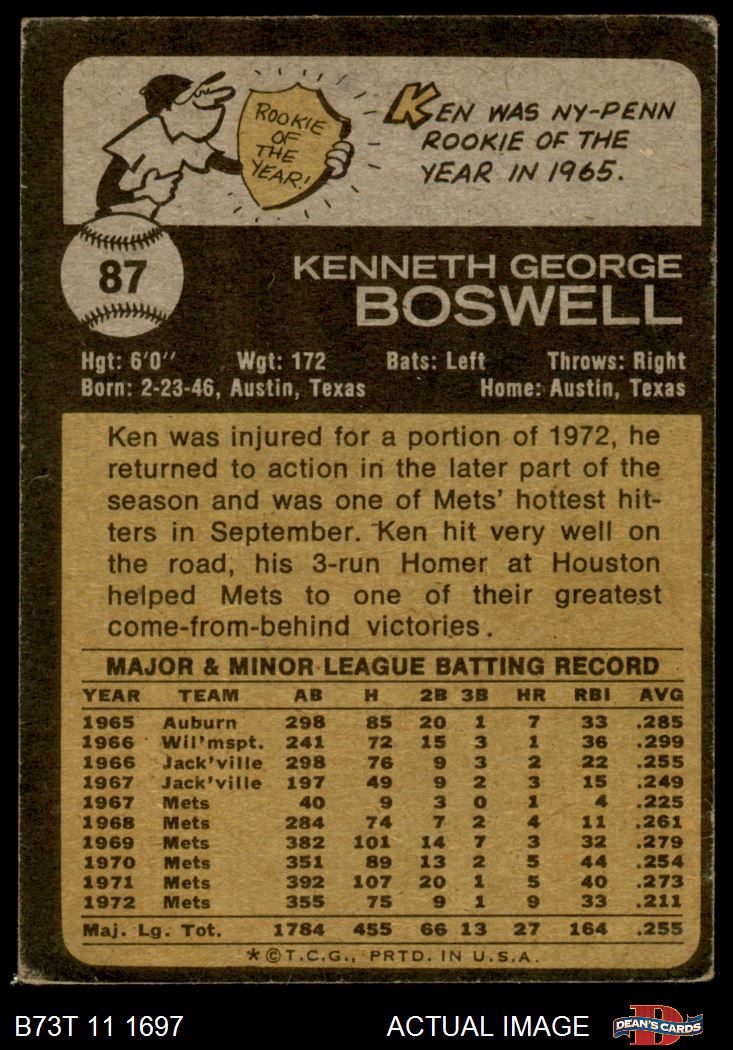 ROOKIE
OF
THE
YEAR!
KEN WAS NY-PENN
ROOKIE OF THE
YEAR IN 1965.
87
KENNETH GEORGE
BOSWELL
Hgt: 6'0" Wgt: 172 Bats: Left Throws: Right
Born: 2-23-46, Austin, Texas Home: Austin, Texas
Ken was injured for a portion of 1972, he
returned to action in the later part of the
season and was one of Mets' hottest hit-
ters in September. Ken hit very well on
the road, his 3-run Homer at Houston
helped Mets to one of their greatest
come-from-behind victories.
MAJOR & MINOR LEAGUE BATTING RECORD
YEAR TEAM AB H 2B 3B HR RBI AVG
1965 Auburn 298 85 20 1 7 33 .285
1966 Wil'mspt. 241 72 15 3 1 36 .299
1966 Jack'ville 298 76 9 3 2 22 .255
1967 Jack'ville 197 49 9 2 3 15 .249
1967 Mets 40 9 3 0 1 4 .225
1968 Mets 284 74 7 2 4 11 .261
1969 Mets 382 101 14 7 3 32 .279
1970 Mets 351 89 13 2 5 44 .254
1971 Mets 392 107 20 1 5 40 .273
1972 Mets 355 75 9 1 9 33 .211
Maj. Lg. Tot. 1784 455 66 13 27 164 .255
*©T.C.G., PRTD. IN U.S.A.
B73T 11 1697 ACTUAL IMAGE D DEAN'S CARDS